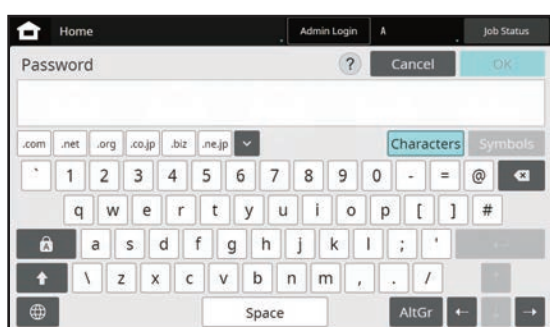 Home Admin Login A Job Status
Password ? Cancel OK
.com .net .org .co.jp .biz .ne.jp Characters Symbols
` 1 2 3 4 5 6 7 8 9 0 - = @
q w e r t y u i o p [ ] #
A a s d f g h j k l ; '
\ z x c v b n m , . /
Space AltGr